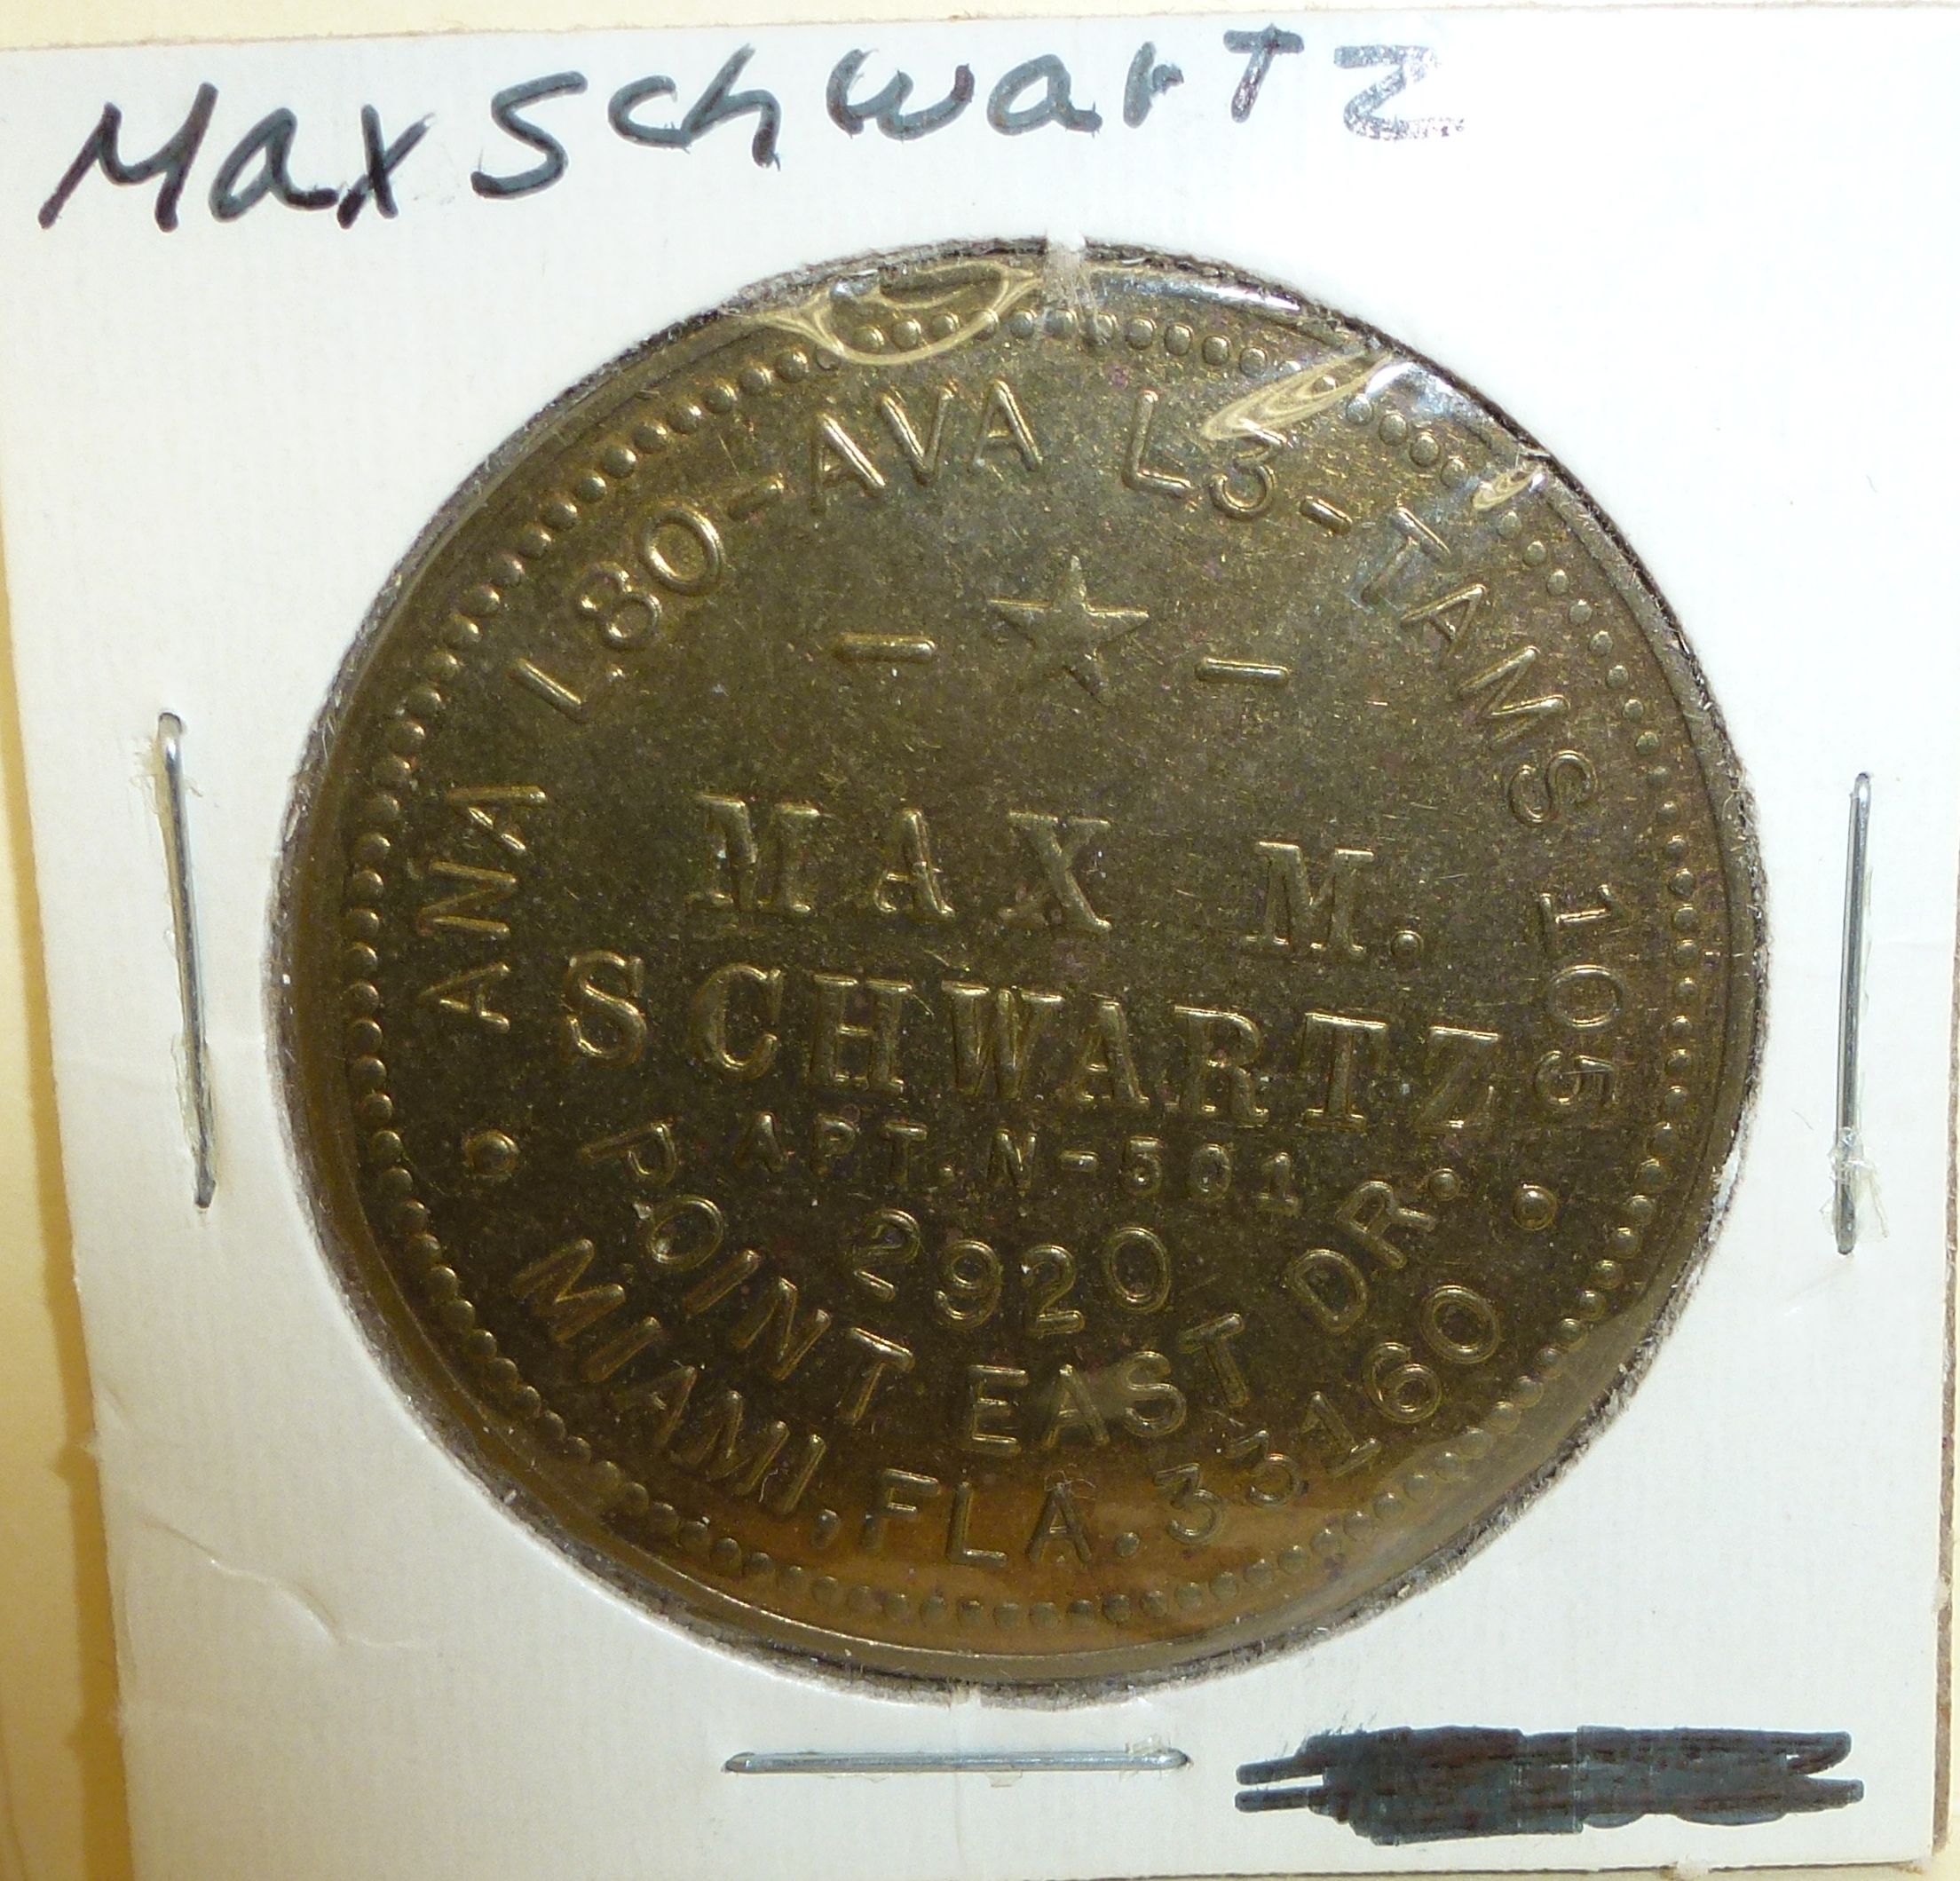 Max Schwartz
ANA L80-AVA L3-TAMS 105
MAX M.
SCHWARTZ
APT. N-501
2920
POINT EAST DR.
MIAMI, FLA. 33160